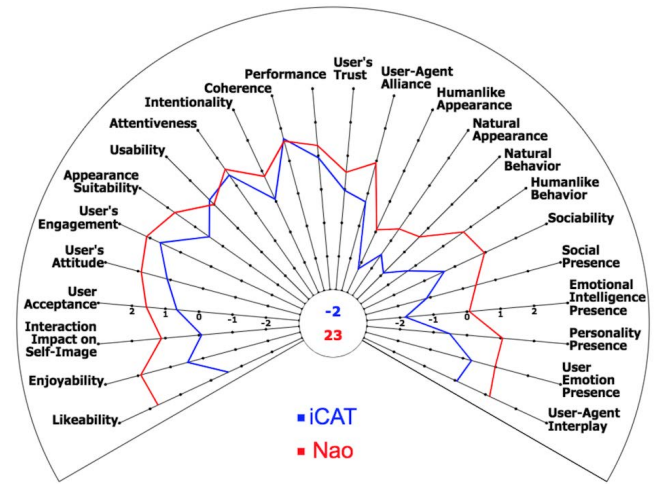 User's
Trust
Performance
User-Agent
Alliance
Coherence
Intentionality
Humanlike
Appearance
Attentiveness
Natural
Appearance
Usability
Natural
Behavior
Appearance
Suitability
Humanlike
Behavior
User's
Engagement
Sociability
User's
Attitude
Social
Presence
User
Acceptance
Emotional
Intelligence
Presence
2 1 0 -1 -2
-2 -1 0 1 2
Interaction
Impact on
Self-Image
Personality
Presence
Enjoyability
User
Emotion
Presence
Likeability
User-Agent
Interplay
-2
23
iCAT
Nao